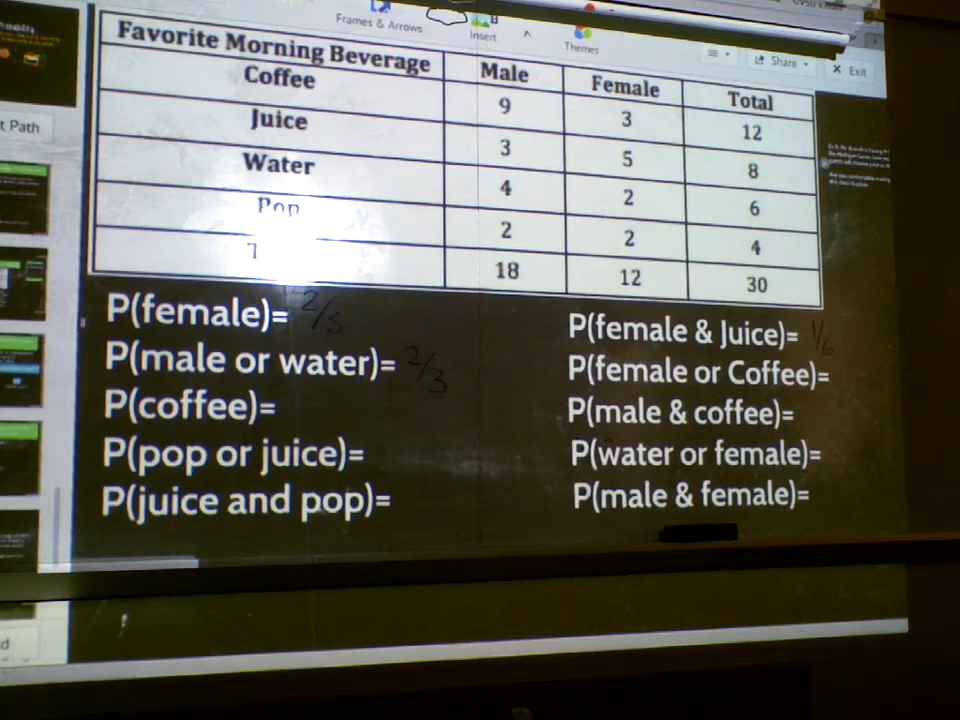 Frames & Arrows Insert Themes
Share Exit
t Path
Favorite Morning Beverage Male Female Total
Coffee 9 3 12
Juice 3 5 8
Water 4 2 6
Pop 2 2 4
18 12 30
P(female)= 2/5
P(male or water)= 2/3
P(coffee)=
P(pop or juice)=
P(juice and pop)=
P(female & Juice)= 1/6
P(female or Coffee)=
P(male & coffee)=
P(water or female)=
P(male & female)=
d